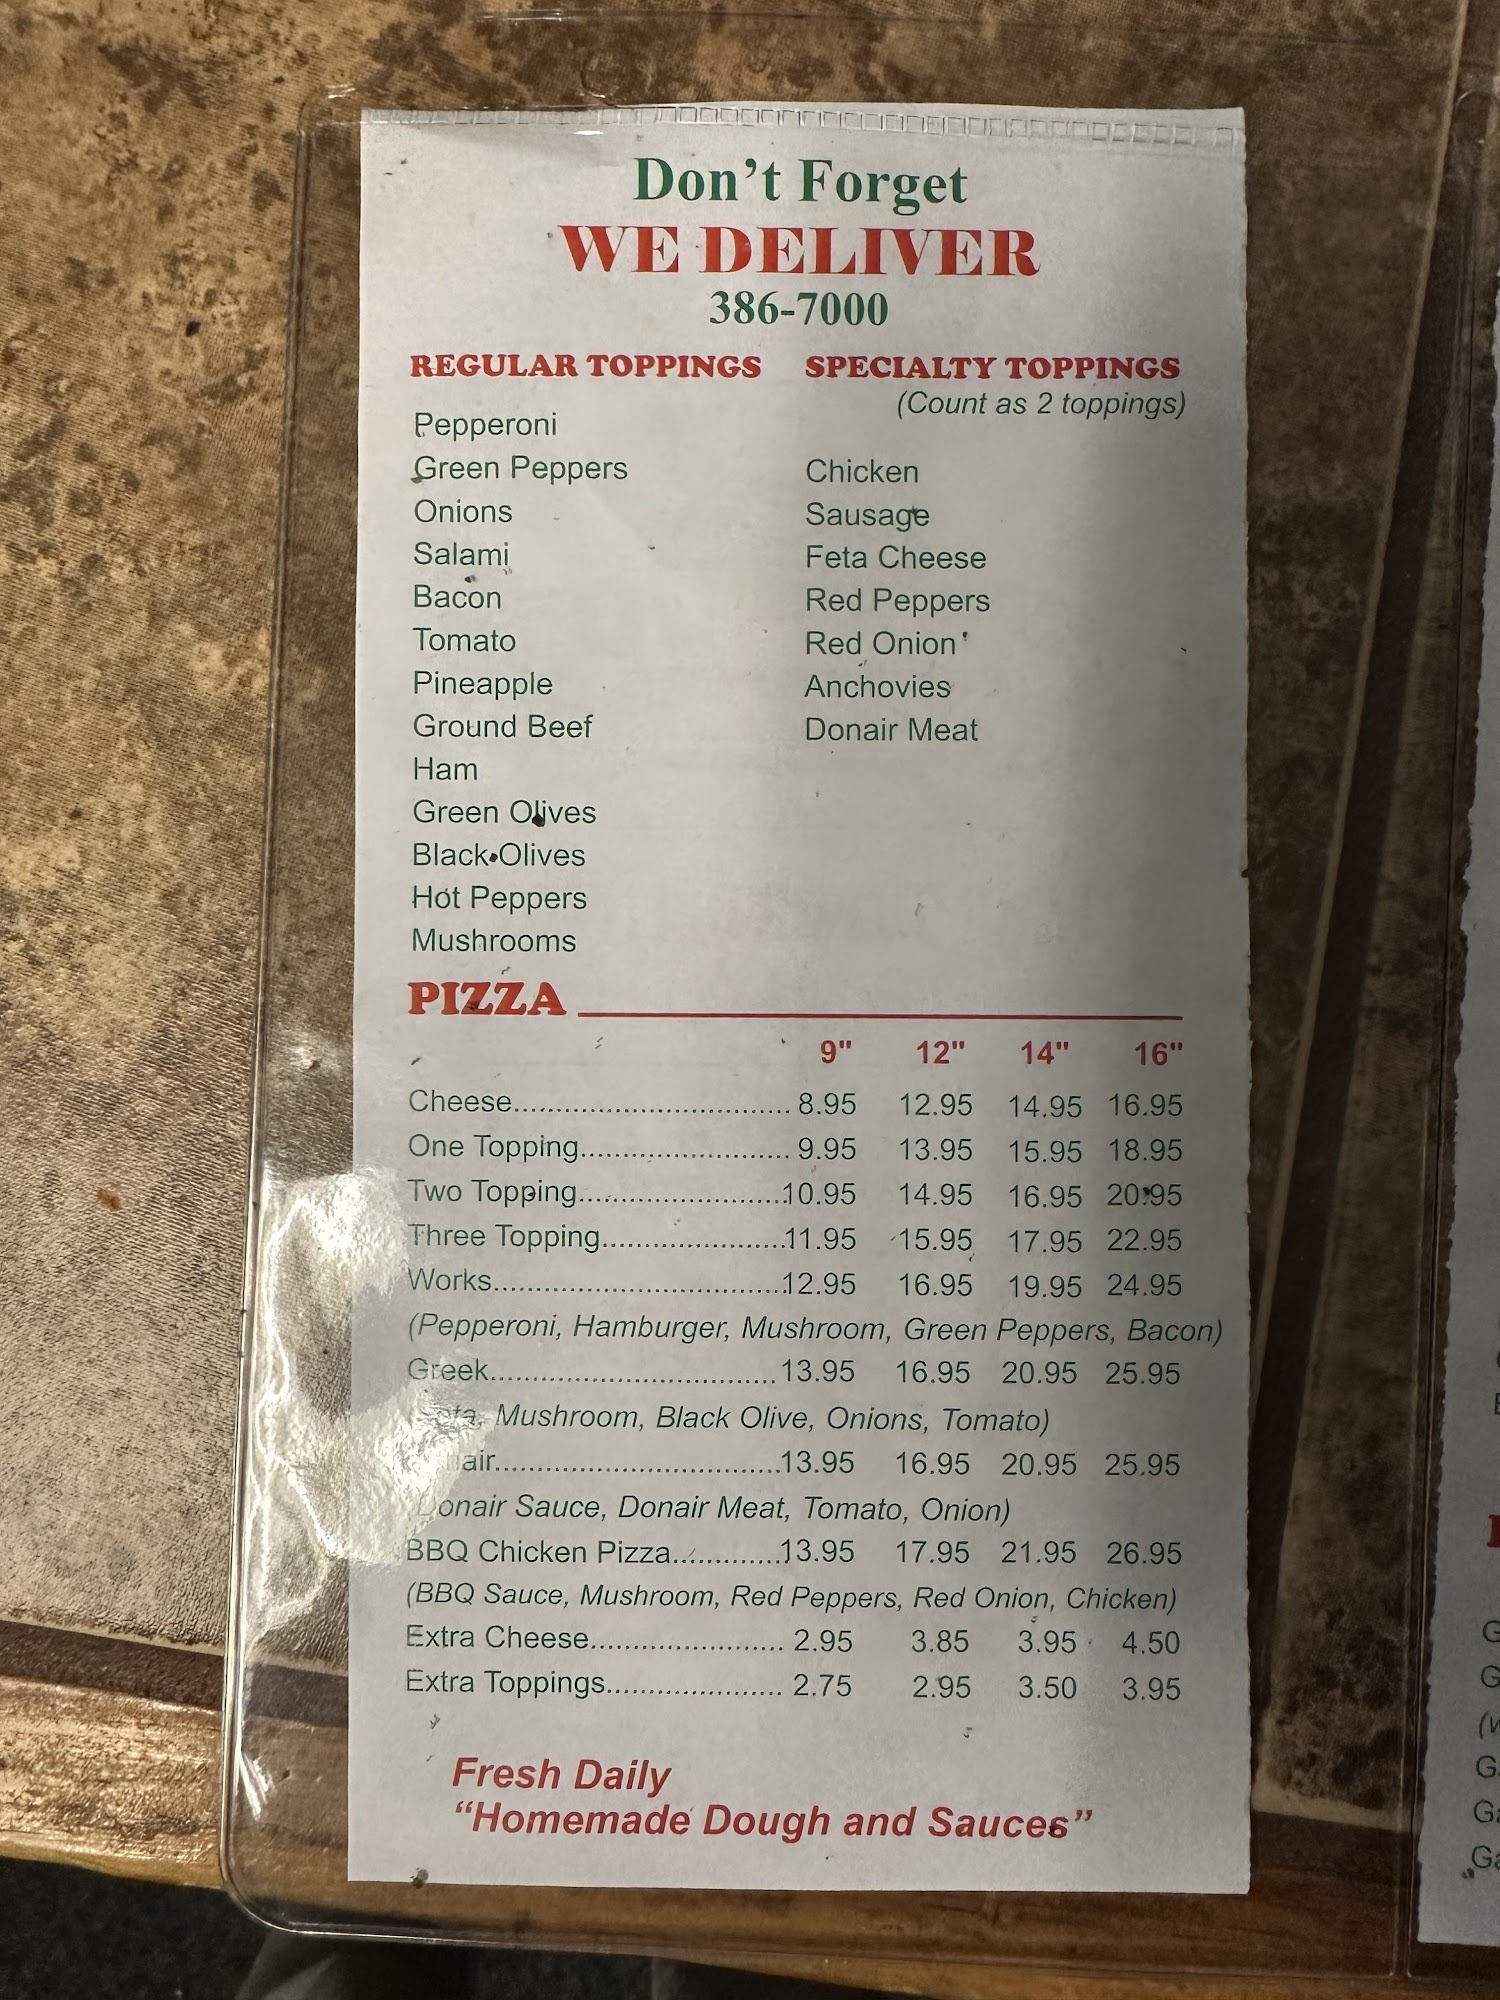 Don't Forget
WE DELIVER
386-7000
REGULAR TOPPINGS
Pepperoni
Green Peppers
Onions
Salami
Bacon
Tomato
Pineapple
Ground Beef
Ham
Green Olives
Black Olives
Hot Peppers
Mushrooms
SPECIALTY TOPPINGS
(Count as 2 toppings)
Chicken
Sausage
Feta Cheese
Red Peppers
Red Onion
Anchovies
Donair Meat
PIZZA
9" 12" 14" 16"
Cheese................................. 8.95 12.95 14.95 16.95
One Topping......................... 9.95 13.95 15.95 18.95
Two Topping.........................10.95 14.95 16.95 20.95
Three Topping......................11.95 15.95 17.95 22.95
Works...................................12.95 16.95 19.95 24.95
(Pepperoni, Hamburger, Mushroom, Green Peppers, Bacon)
Greek..................................13.95 16.95 20.95 25.95
Mushroom, Black Olive, Onions, Tomato)
..................................13.95 16.95 20.95 25.95
Donair Sauce, Donair Meat, Tomato, Onion)
BBQ Chicken Pizza.............13.95 17.95 21.95 26.95
(BBQ Sauce, Mushroom, Red Peppers, Red Onion, Chicken)
Extra Cheese....................... 2.95 3.85 3.95 4.50
Extra Toppings..................... 2.75 2.95 3.50 3.95
Fresh Daily
“Homemade Dough and Sauces”